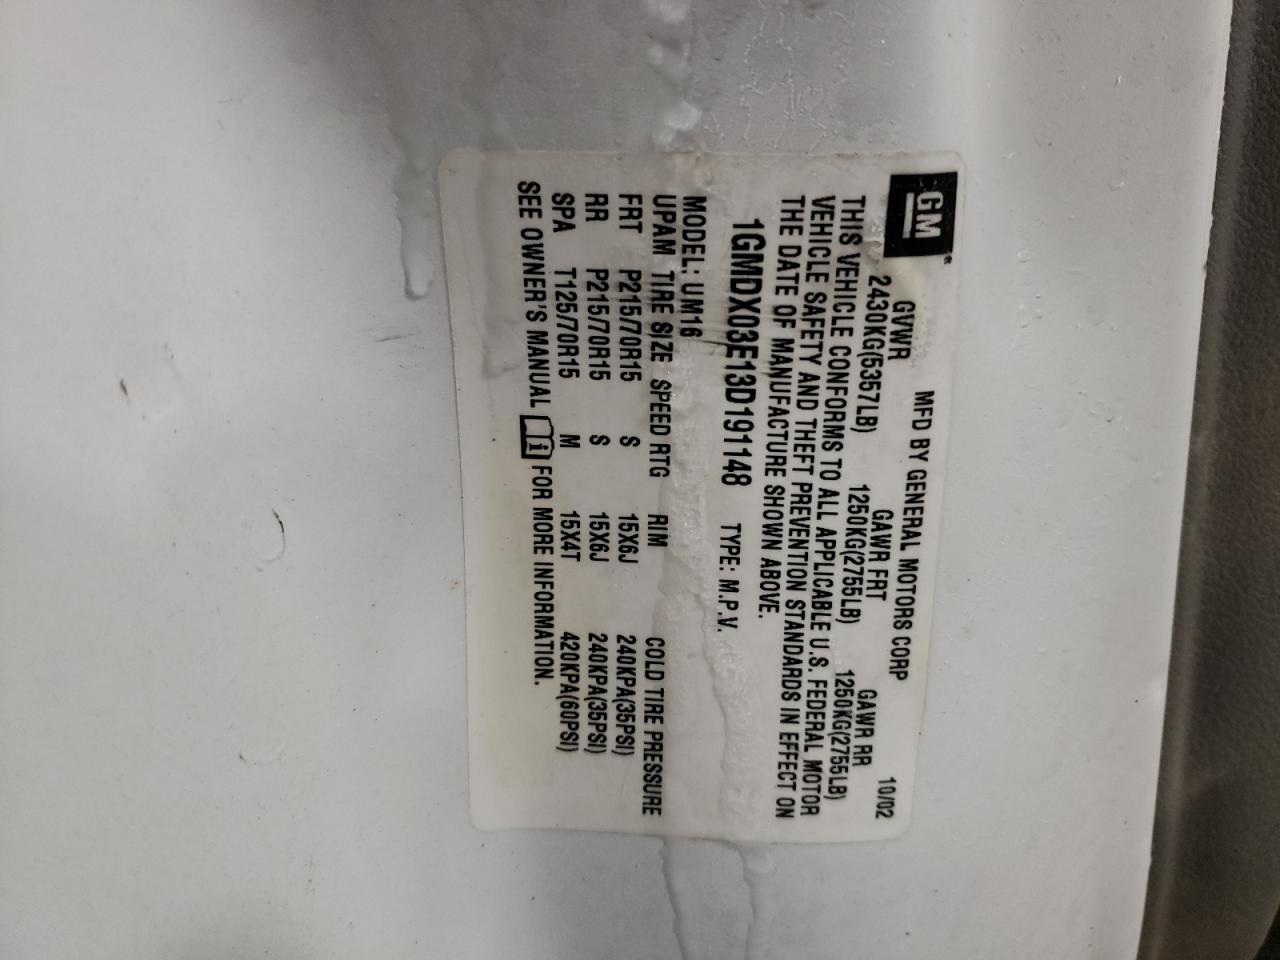 GM
MFD BY GENERAL MOTORS CORP 10/02
GVWR GAWR FRT GAWR RR
2430KG(5357LB) 1250KG(2755LB) 1250KG(2755LB)
THIS VEHICLE CONFORMS TO ALL APPLICABLE U.S. FEDERAL MOTOR
VEHICLE SAFETY AND THEFT PREVENTION STANDARDS IN EFFECT ON
THE DATE OF MANUFACTURE SHOWN ABOVE.
1GMDX03E13D191148 TYPE: M.P.V.
MODEL: UM16
UPAM TIRE SIZE SPEED RTG RIM COLD TIRE PRESSURE
FRT P215/70R15 S 15X6J 240KPA(35PSI)
RR P215/70R15 S 15X6J 240KPA(35PSI)
SPA T125/70R15 M 15X4T 420KPA(60PSI)
SEE OWNER'S MANUAL i FOR MORE INFORMATION.